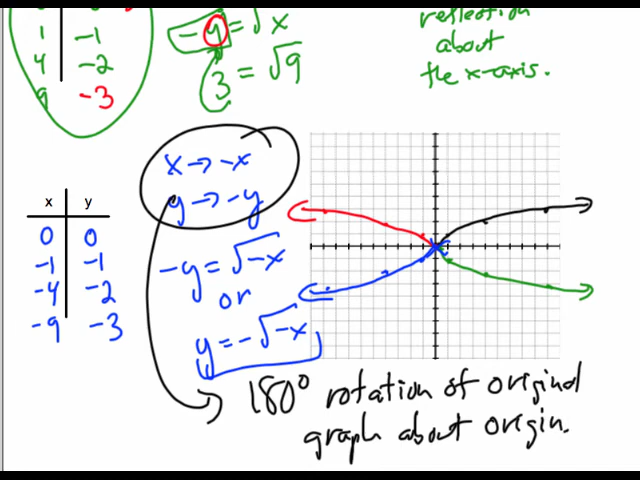 1 -1
4 -2
9 -3
-y = √x
3 = √9
reflection
about
the x-axis.
x → -x
y → -y
x y
0 0
-1 -1
-4 -2
-9 -3
-y = √-x
or
y = -√-x
180° rotation of original
graph about origin.